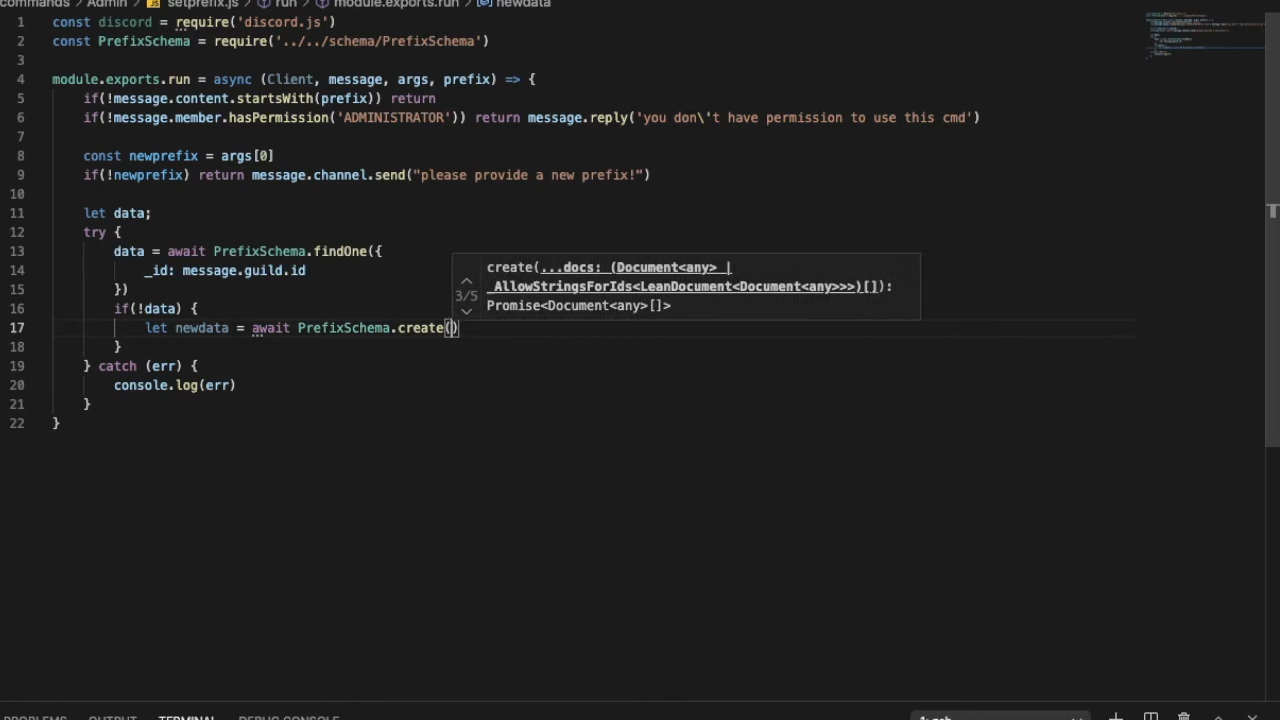 commands > Admin > setprefix.js > run > module.exports.run > newdata
1 const discord = require('discord.js')
2 const PrefixSchema = require('../../schema/PrefixSchema')
3
4 module.exports.run = async (Client, message, args, prefix) => {
5 if(!message.content.startsWith(prefix)) return
6 if(!message.member.hasPermission('ADMINISTRATOR')) return message.reply('you don\'t have permission to use this cmd')
7
8 const newprefix = args[0]
9 if(!newprefix) return message.channel.send("please provide a new prefix!")
10
11 let data;
12 try {
13 data = await PrefixSchema.findOne({
14 _id: message.guild.id
15 })
16 if(!data) {
17 let newdata = await PrefixSchema.create()
18 }
19 } catch (err) {
20 console.log(err)
21 }
22 }
create(...docs: (Document<any> |
3/5 _AllowStringsForIds<LeanDocument<Document<any>>>)[]):
Promise<Document<any>[]>
PROBLEMS OUTPUT TERMINAL DEBUG CONSOLE